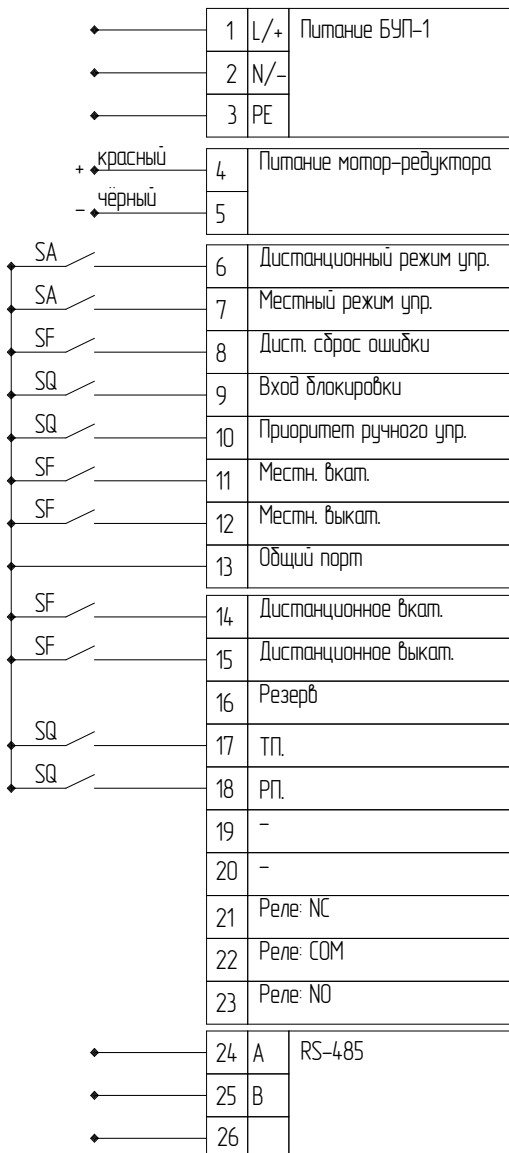 1 L/+ Питание БУП-1
2 N/-
3 PE
+ красный 4 Питание мотор-редуктора
- чёрный 5
SA 6 Дистанционный режим упр.
SA 7 Местный режим упр.
SF 8 Дист. сброс ошибки
SQ 9 Вход блокировки
SQ 10 Приоритет ручного упр.
SF 11 Местн. вкат.
SF 12 Местн. выкат.
13 Общий порт
SF 14 Дистанционное вкат.
SF 15 Дистанционное выкат.
16 Резерв
SQ 17 ТП.
SQ 18 РП.
19 -
20 -
21 Реле: NC
22 Реле: COM
23 Реле: NO
24 A RS-485
25 B
26